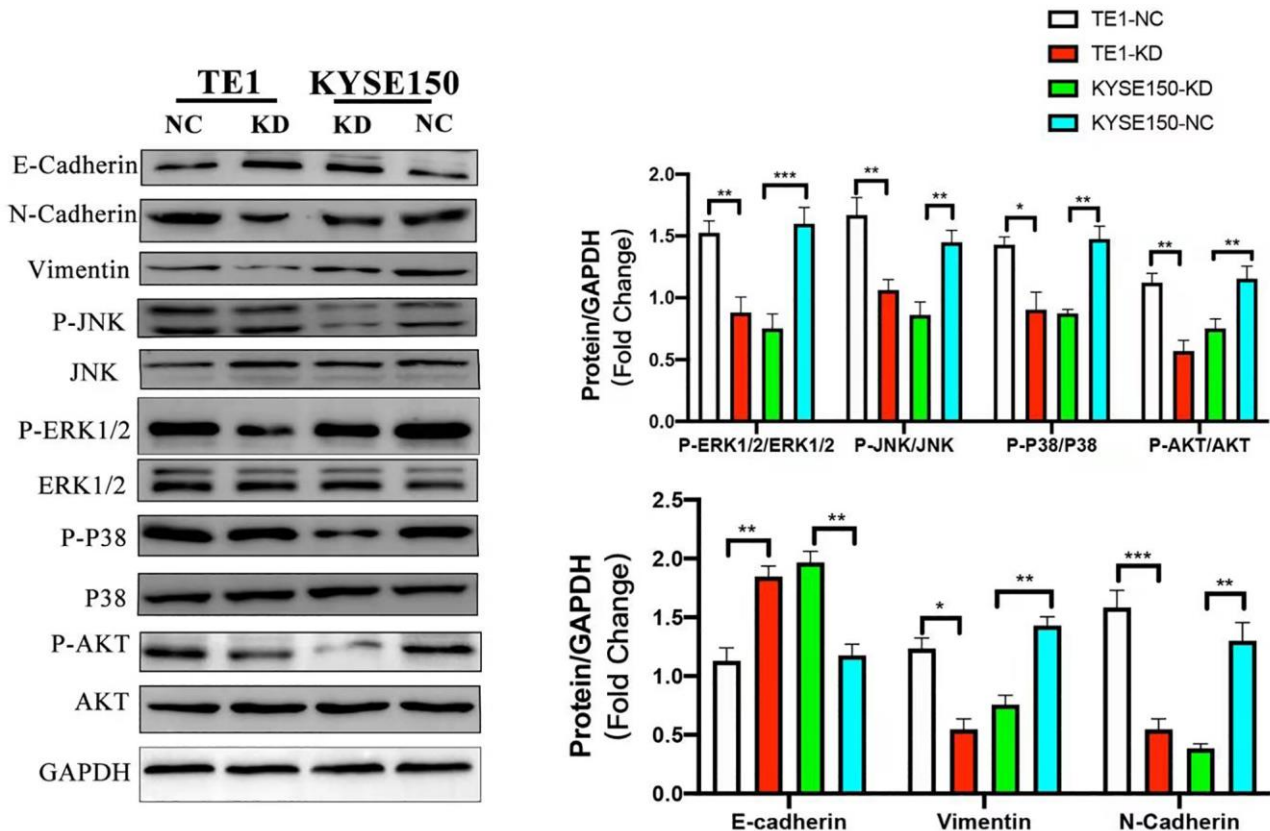 TE1 KYSE150
NC KD KD NC
E-Cadherin
N-Cadherin
Vimentin
P-JNK
JNK
P-ERK1/2
ERK1/2
P-P38
P38
P-AKT
AKT
GAPDH
TE1-NC
TE1-KD
KYSE150-KD
KYSE150-NC
Protein/GAPDH
(Fold Change)
2.0
1.5
1.0
0.5
0.0
** *** ** ** * ** ** **
P-ERK1/2/ERK1/2 P-JNK/JNK P-P38/P38 P-AKT/AKT
Protein/GAPDH
(Fold Change)
2.5
2.0
1.5
1.0
0.5
0.0
** ** * ** *** **
E-cadherin Vimentin N-Cadherin